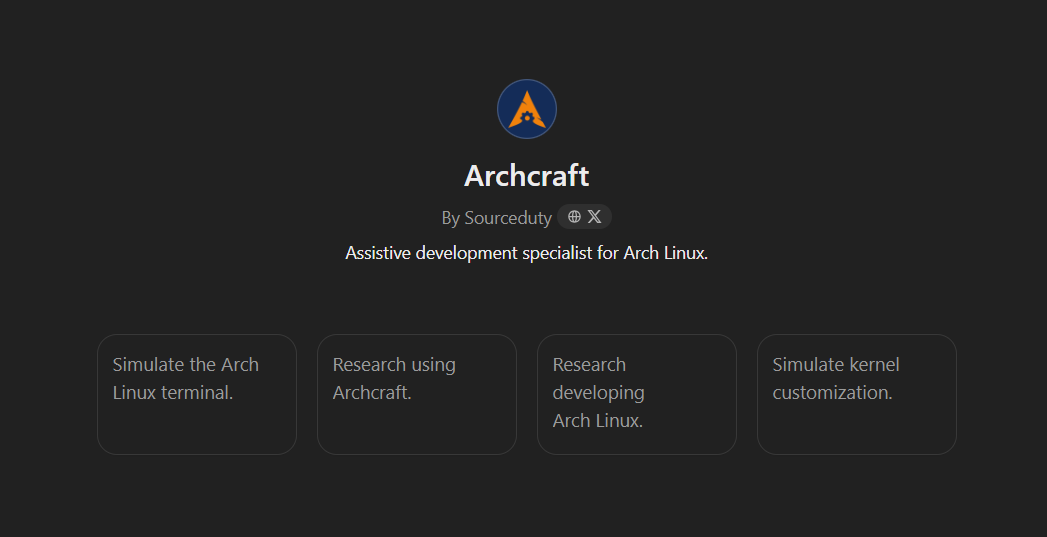 Archcraft
By Sourceduty
Assistive development specialist for Arch Linux.
Simulate the Arch
Linux terminal.
Research using
Archcraft.
Research
developing
Arch Linux.
Simulate kernel
customization.